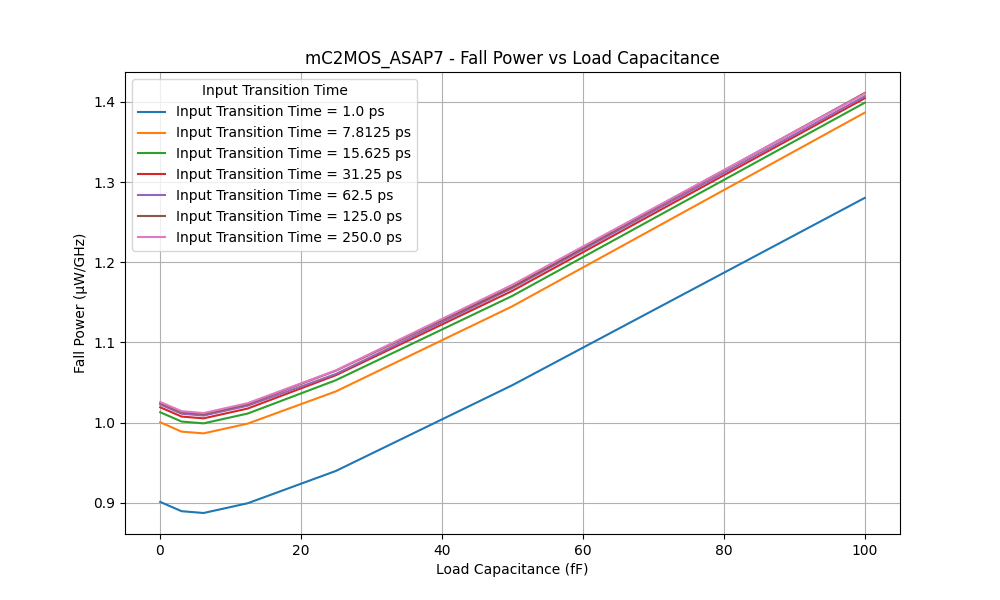 mC2MOS_ASAP7 - Fall Power vs Load Capacitance
Input Transition Time
Input Transition Time = 1.0 ps
Input Transition Time = 7.8125 ps
Input Transition Time = 15.625 ps
Input Transition Time = 31.25 ps
Input Transition Time = 62.5 ps
Input Transition Time = 125.0 ps
Input Transition Time = 250.0 ps
Fall Power (µW/GHz)
1.4
1.3
1.2
1.1
1.0
0.9
0 20 40 60 80 100
Load Capacitance (fF)